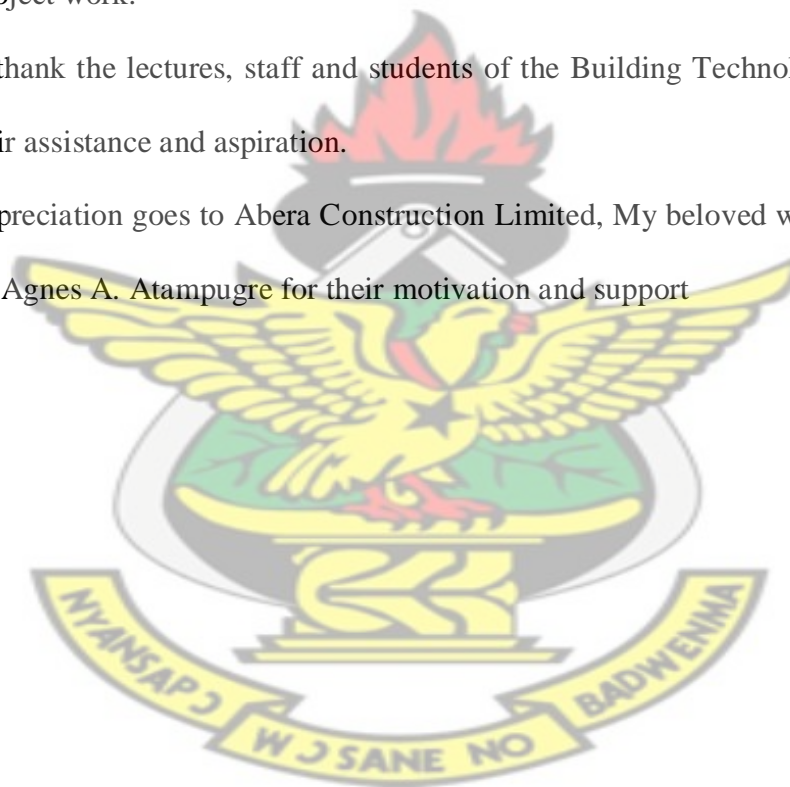 ject work.
thank the lectures, staff and students of the Building Technol
ir assistance and aspiration.
preciation goes to Abera Construction Limited, My beloved w
Agnes A. Atampugre for their motivation and support
NYANSAPƆ
WƆSANE NO
BADWENMA